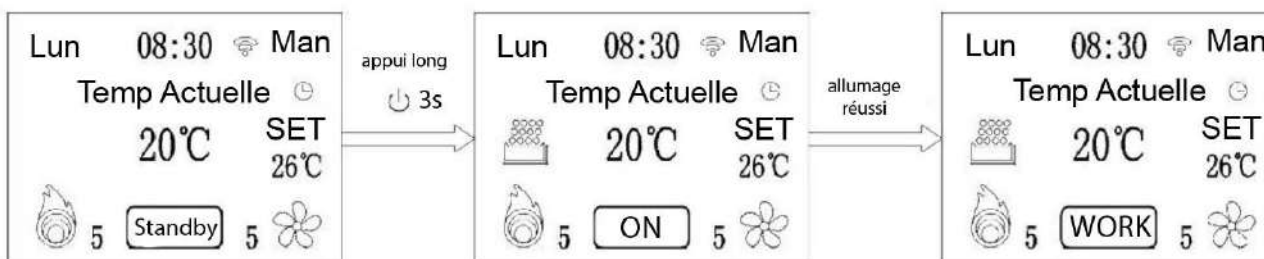 Lun 08:30 Man
Temp Actuelle
20℃ SET
26℃
5 Standby 5
appui long
3s
Lun 08:30 Man
Temp Actuelle
20℃ SET
26℃
5 ON 5
allumage
réussi
Lun 08:30 Man
Temp Actuelle
20℃ SET
26℃
5 WORK 5